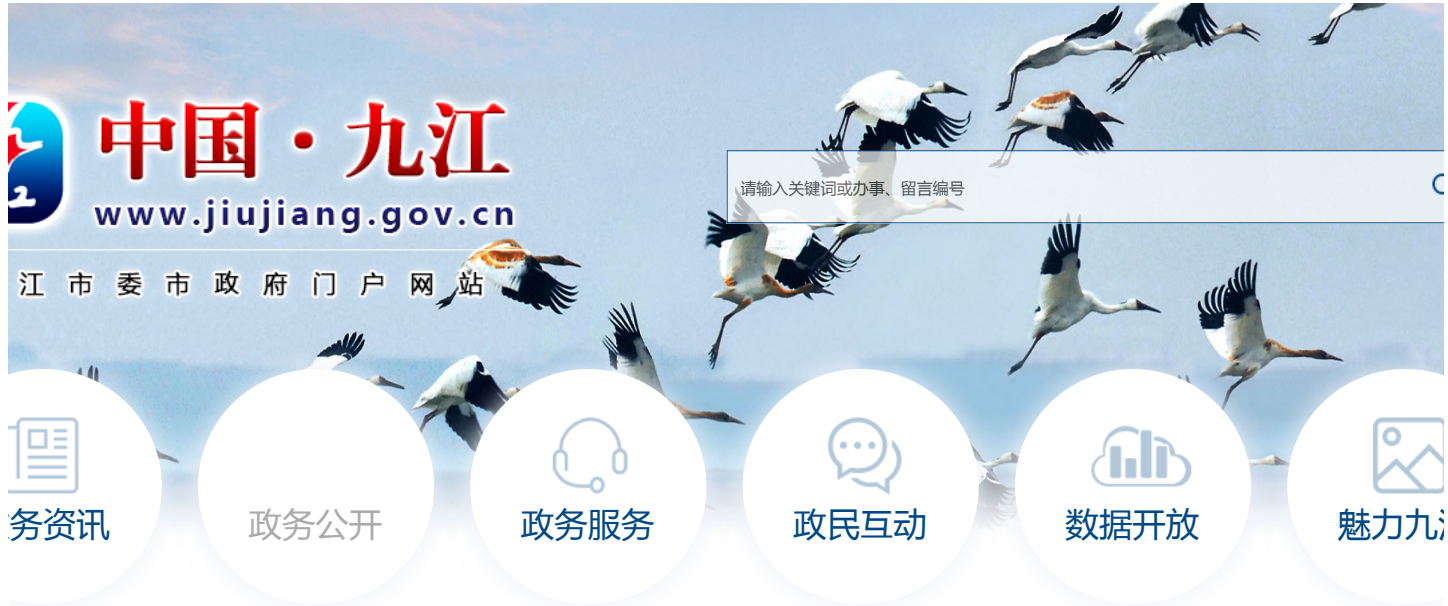 中国·九江
2
www.jiujiang.gov.cn
请输入关键词或办事、留言编号
江市委市政府门户网站
务资讯
政务公开
政务服务
政民互动
数据开放
魅力九